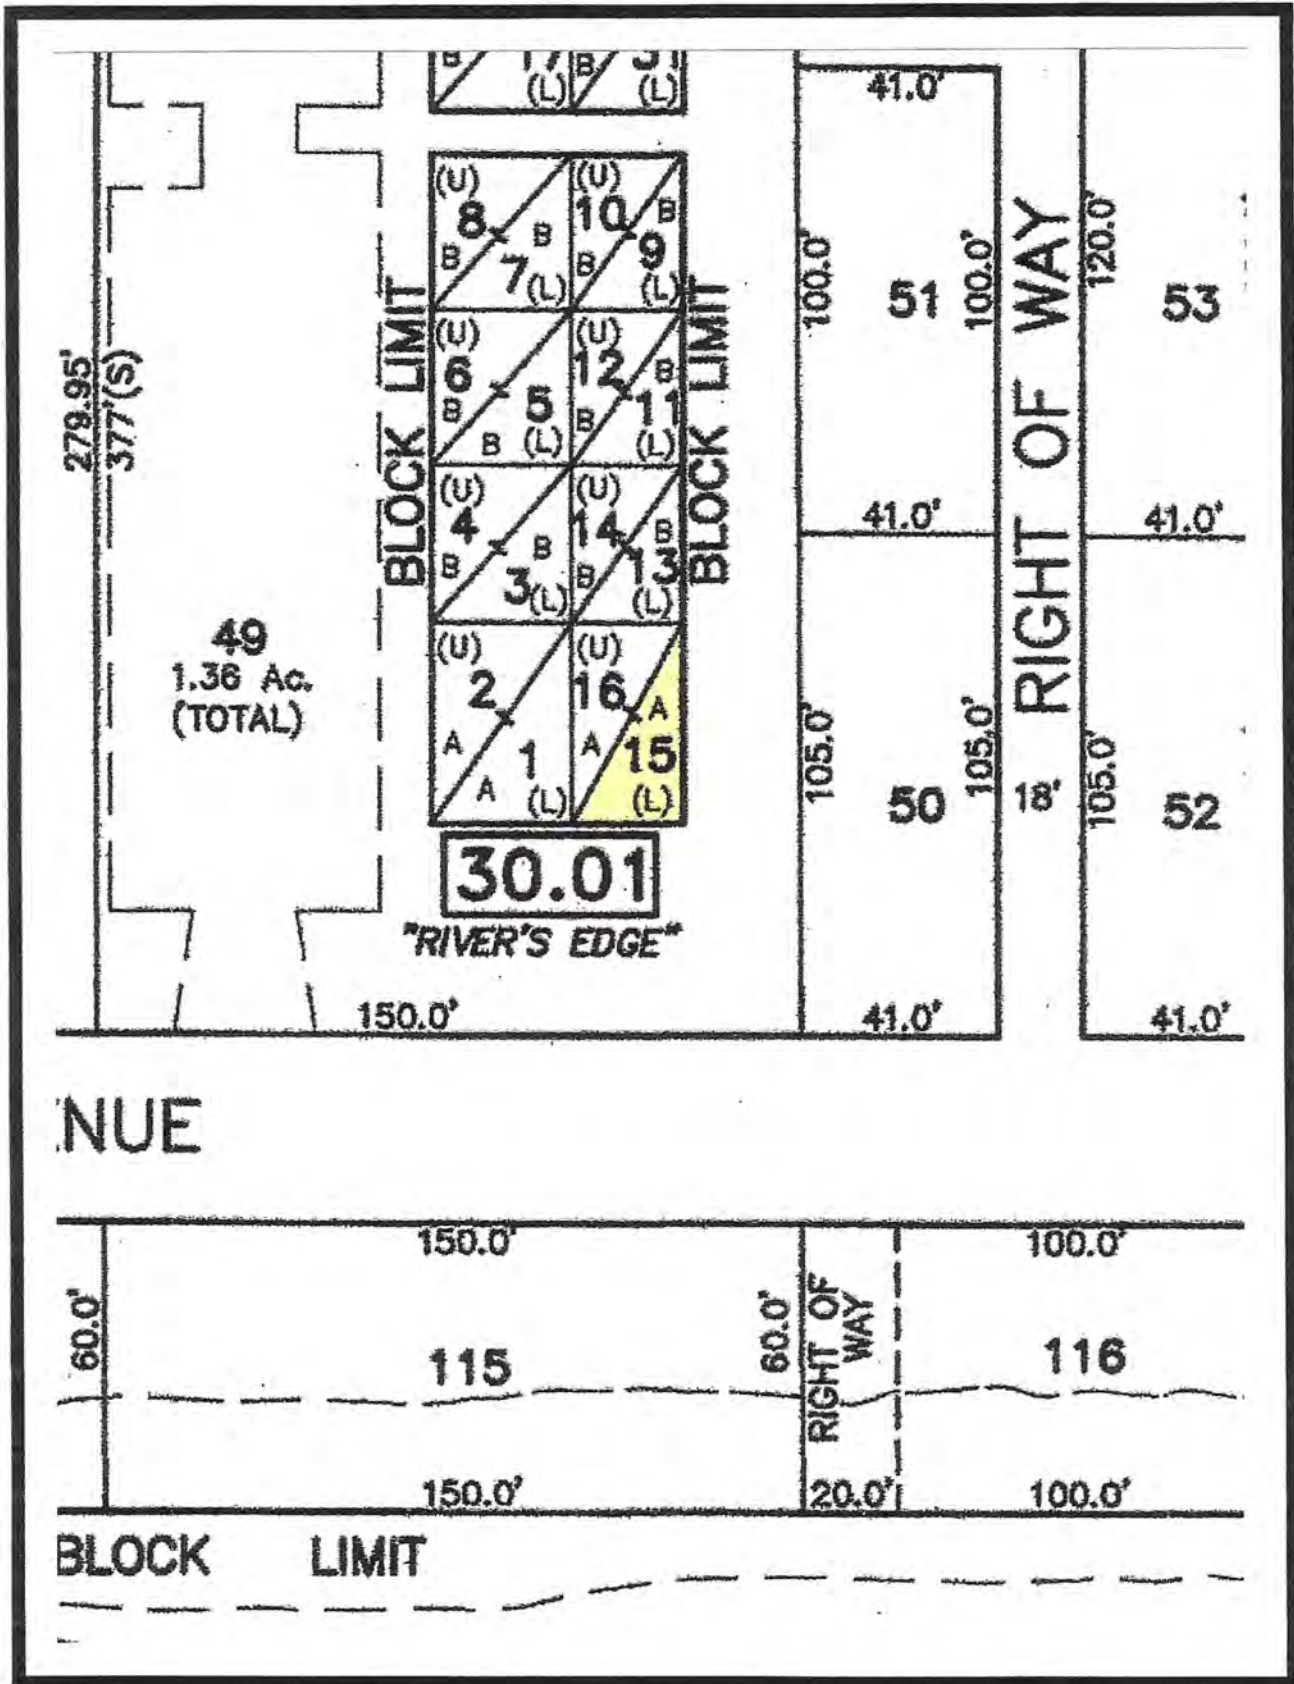 B 17 B 31
(L) (L)
41.0'
(U) (U)
8 10 B
B 7 B 9
B (L) (L)
BLOCK LIMIT
BLOCK LIMIT
(U) (U)
6 12 B
B 5 B 11
B (L) (L)
(U) (U)
4 14 B
B B B 13
3 (L) (L)
(U) (U)
2 16 A
A 1 A 15
A (L) (L)
279.95'
377'(S)
49
1.36 Ac.
(TOTAL)
30.01
"RIVER'S EDGE"
150.0'
100.0'
51
100.0'
41.0'
105.0'
50
105.0'
41.0'
RIGHT OF WAY
18'
120.0'
53
41.0'
105.0'
52
41.0'
NUE
150.0'
60.0'
115
60.0'
150.0'
RIGHT OF
WAY
20.0'
100.0'
116
100.0'
BLOCK LIMIT